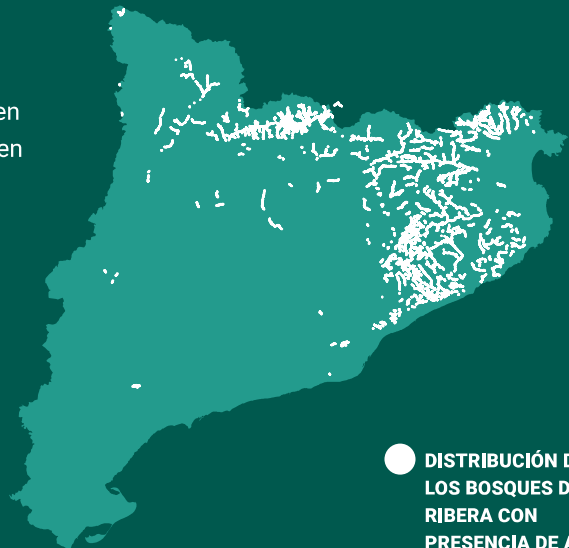 en
en
DISTRIBUCIÓN D
LOS BOSQUES D
RIBERA CON
PRESENCIA DE A